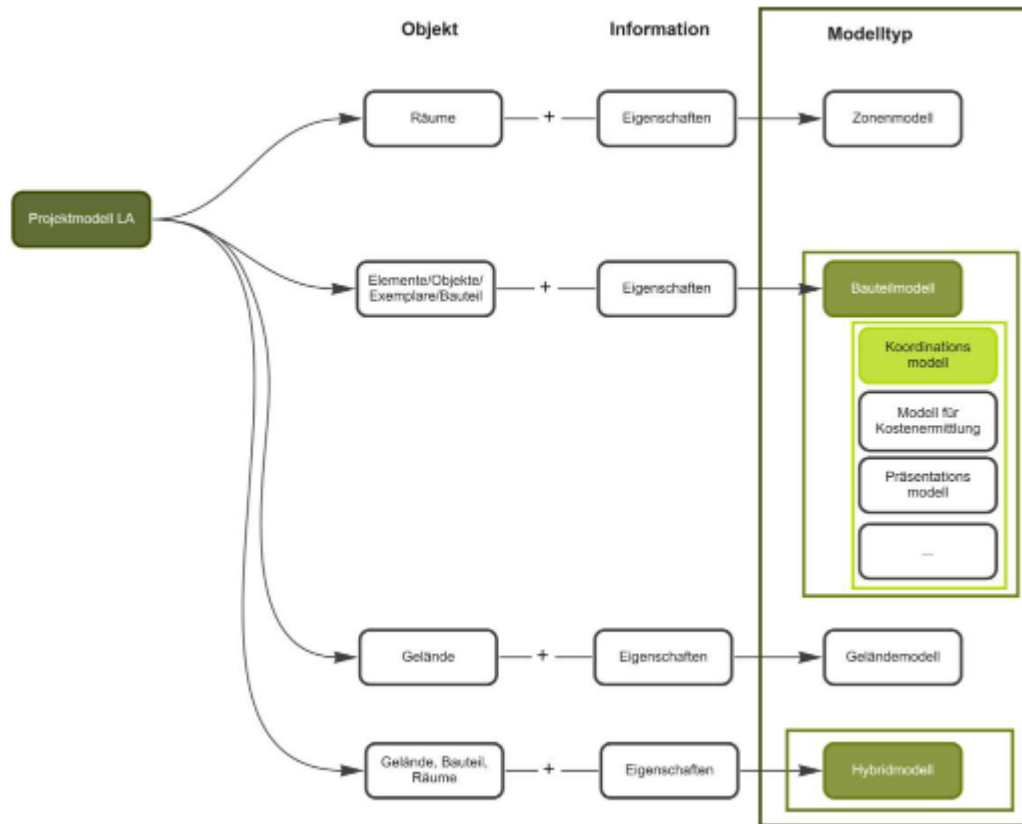 Objekt
Information
Modelltyp
Räume
+
Eigenschaften
Zonenmodell
Projektmodell LA
Elemente/Objekte/
Exemplare/Bauteil
+
Eigenschaften
Bauteilmodell
Koordinations
modell
Modell für
Kostenermittlung
Präsentations
modell
...
Gelände
+
Eigenschaften
Geländemodell
Gelände, Bauteil,
Räume
+
Eigenschaften
Hybridmodell